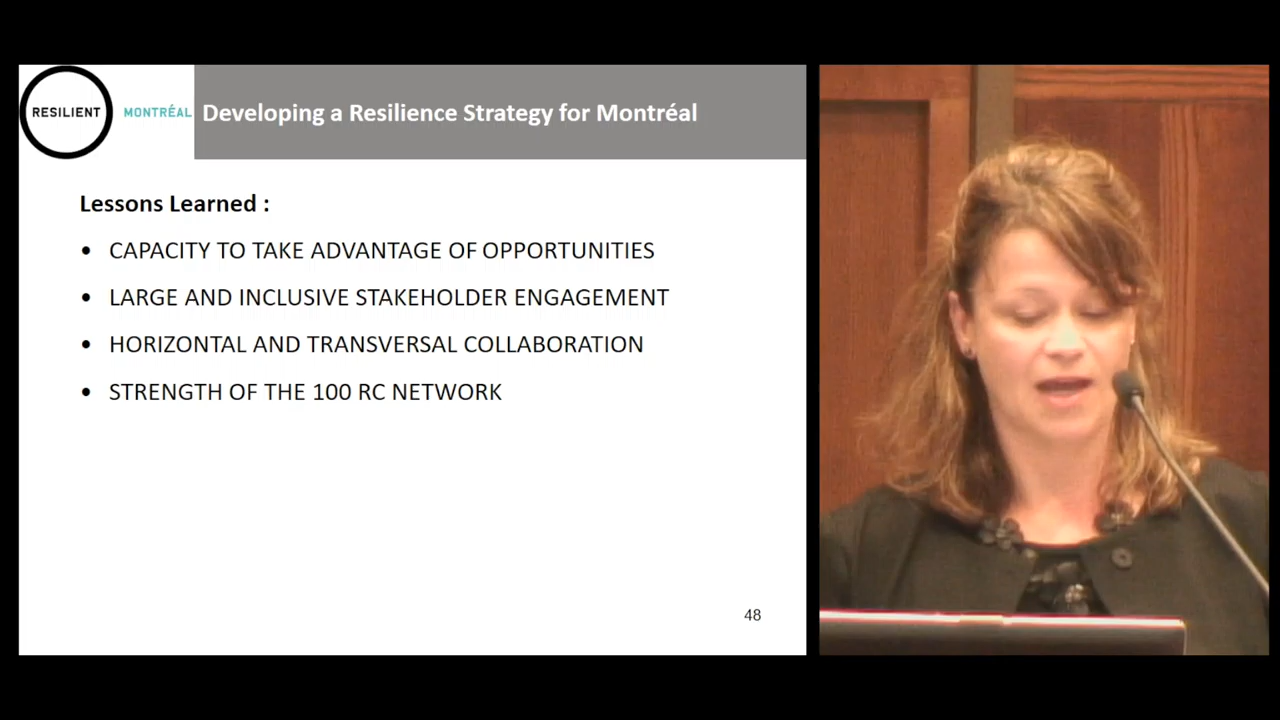 RESILIENT MONTRÉAL
Developing a Resilience Strategy for Montréal
Lessons Learned :
• CAPACITY TO TAKE ADVANTAGE OF OPPORTUNITIES
• LARGE AND INCLUSIVE STAKEHOLDER ENGAGEMENT
• HORIZONTAL AND TRANSVERSAL COLLABORATION
• STRENGTH OF THE 100 RC NETWORK
48